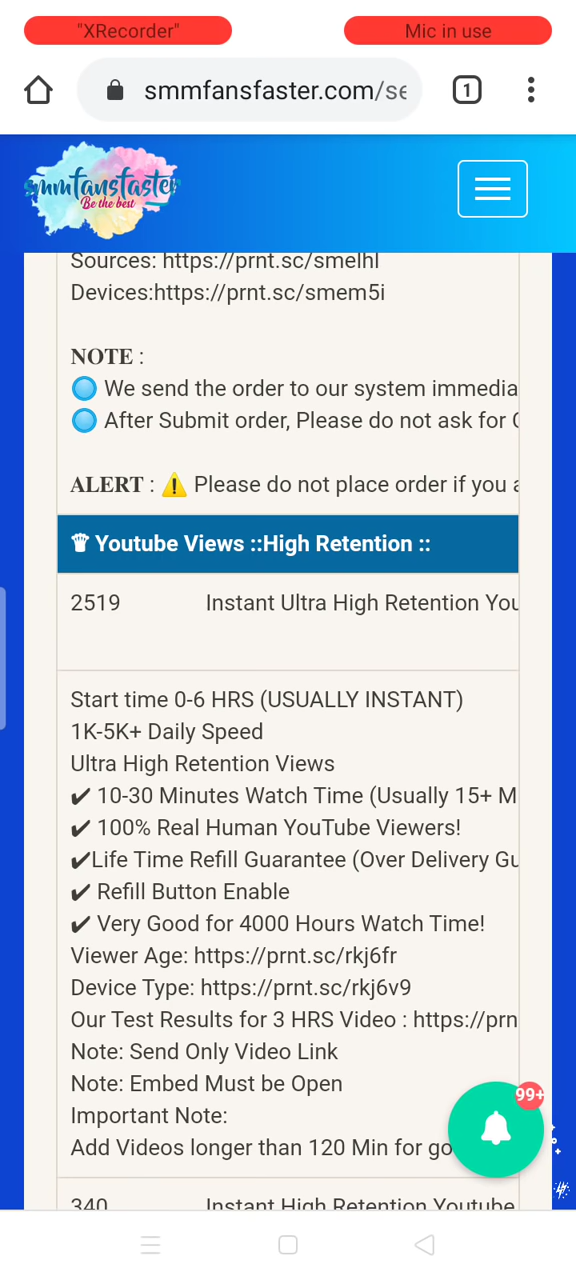 "XRecorder"
Mic in use
smmfansfaster.com/se
1
smmfansfaster
Be the best
Sources: https://prnt.sc/smelhl
Devices:https://prnt.sc/smem5i
NOTE :
We send the order to our system immedia
After Submit order, Please do not ask for
ALERT : ⚠️ Please do not place order if you a
♛ Youtube Views ::High Retention ::
2519 Instant Ultra High Retention You
Start time 0-6 HRS (USUALLY INSTANT)
1K-5K+ Daily Speed
Ultra High Retention Views
✔ 10-30 Minutes Watch Time (Usually 15+ M
✔ 100% Real Human YouTube Viewers!
✔Life Time Refill Guarantee (Over Delivery Gu
✔ Refill Button Enable
✔ Very Good for 4000 Hours Watch Time!
Viewer Age: https://prnt.sc/rkj6fr
Device Type: https://prnt.sc/rkj6v9
Our Test Results for 3 HRS Video : https://prn
Note: Send Only Video Link
Note: Embed Must be Open
99+
Important Note:
Add Videos longer than 120 Min for go
340 Instant High Retention Youtube